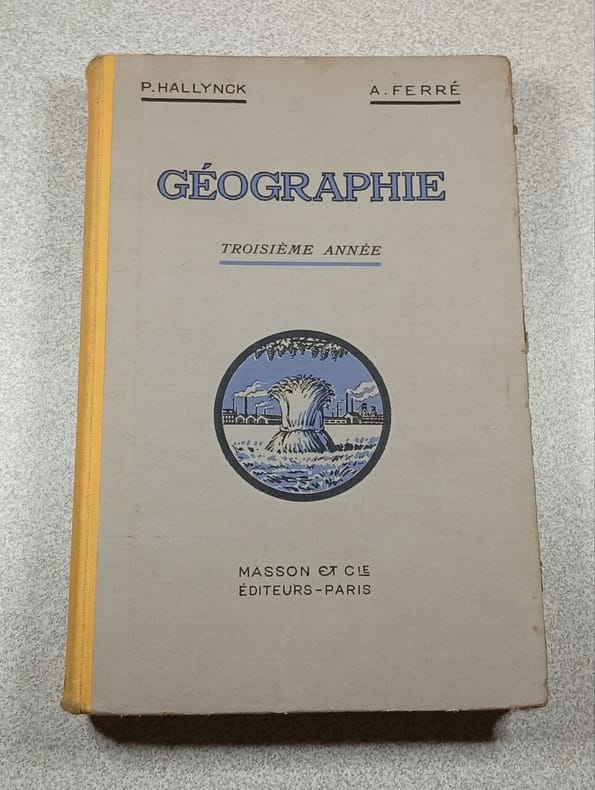 P. HALLYNCK A. FERRÉ
GÉOGRAPHIE
TROISIÈME ANNÉE
MASSON ET CIE
ÉDITEURS-PARIS